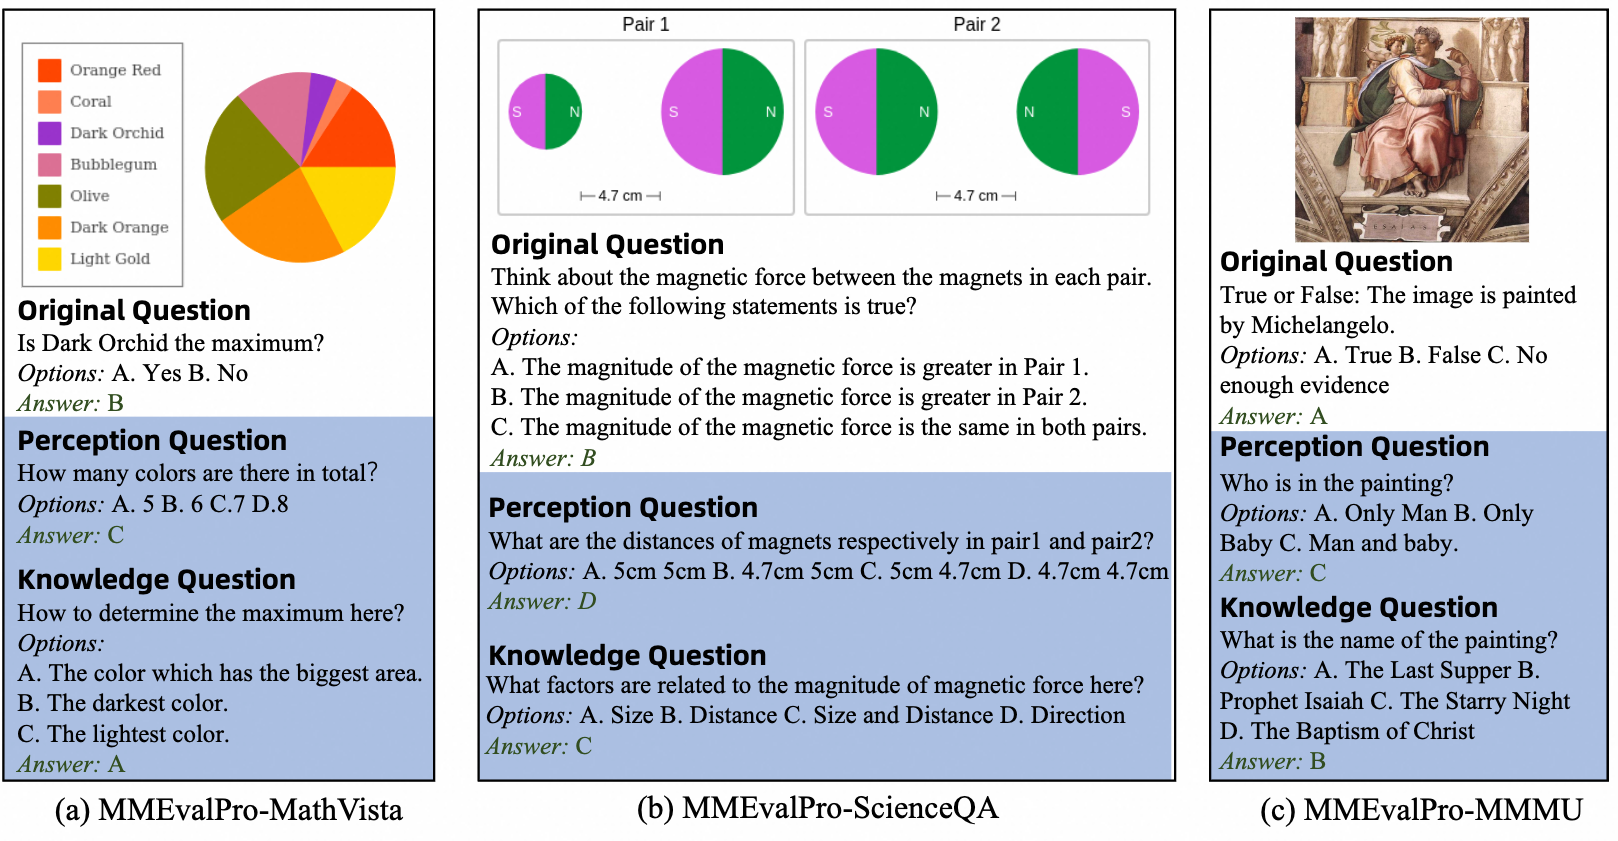 Orange Red
Coral
Dark Orchid
Bubblegum
Olive
Dark Orange
Light Gold
Original Question
Is Dark Orchid the maximum?
Options: A. Yes B. No
Answer: B
Perception Question
How many colors are there in total?
Options: A. 5 B. 6 C.7 D.8
Answer: C
Knowledge Question
How to determine the maximum here?
Options:
A. The color which has the biggest area.
B. The darkest color.
C. The lightest color.
Answer: A
(a) MMEvalPro-MathVista
Pair 1 Pair 2
S N S N S N N S
4.7 cm 4.7 cm
Original Question
Think about the magnetic force between the magnets in each pair.
Which of the following statements is true?
Options:
A. The magnitude of the magnetic force is greater in Pair 1.
B. The magnitude of the magnetic force is greater in Pair 2.
C. The magnitude of the magnetic force is the same in both pairs.
Answer: B
Perception Question
What are the distances of magnets respectively in pair1 and pair2?
Options: A. 5cm 5cm B. 4.7cm 5cm C. 5cm 4.7cm D. 4.7cm 4.7cm
Answer: D
Knowledge Question
What factors are related to the magnitude of magnetic force here?
Options: A. Size B. Distance C. Size and Distance D. Direction
Answer: C
(b) MMEvalPro-ScienceQA
Original Question
True or False: The image is painted
by Michelangelo.
Options: A. True B. False C. No
enough evidence
Answer: A
Perception Question
Who is in the painting?
Options: A. Only Man B. Only
Baby C. Man and baby.
Answer: C
Knowledge Question
What is the name of the painting?
Options: A. The Last Supper B.
Prophet Isaiah C. The Starry Night
D. The Baptism of Christ
Answer: B
(c) MMEvalPro-MMMU